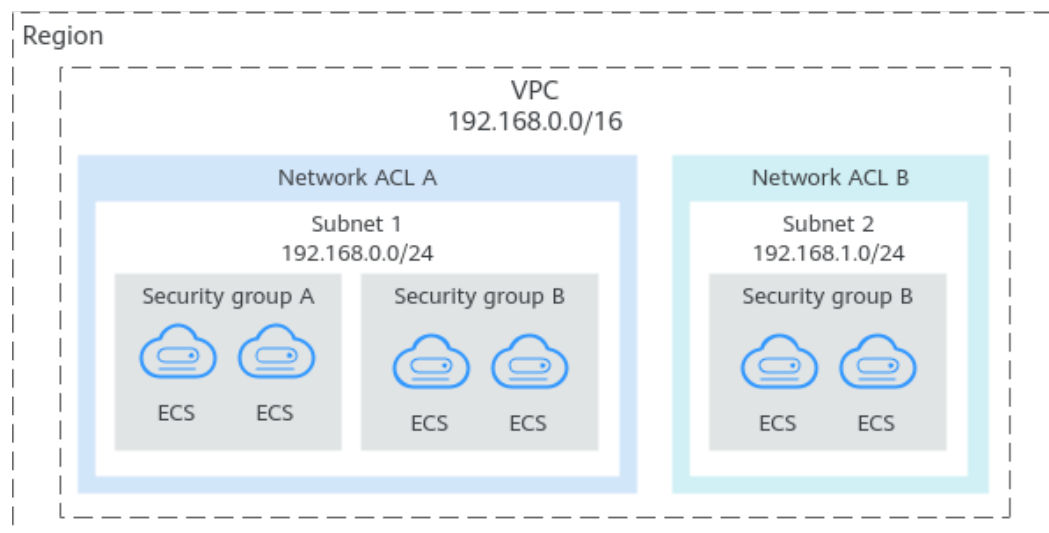 Region
VPC
192.168.0.0/16
Network ACL A
Network ACL B
Subnet 1
192.168.0.0/24
Subnet 2
192.168.1.0/24
Security group A
Security group B
Security group B
ECS
ECS
ECS
ECS
ECS
ECS